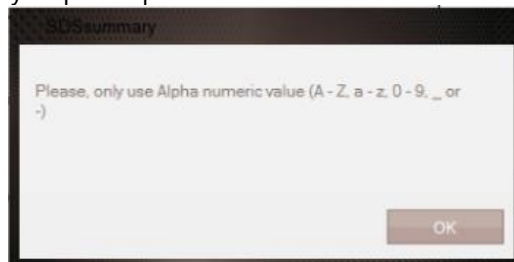 SDSsummary
Please, only use Alpha numeric value (A - Z, a - z, 0 - 9, _ or
-)
OK